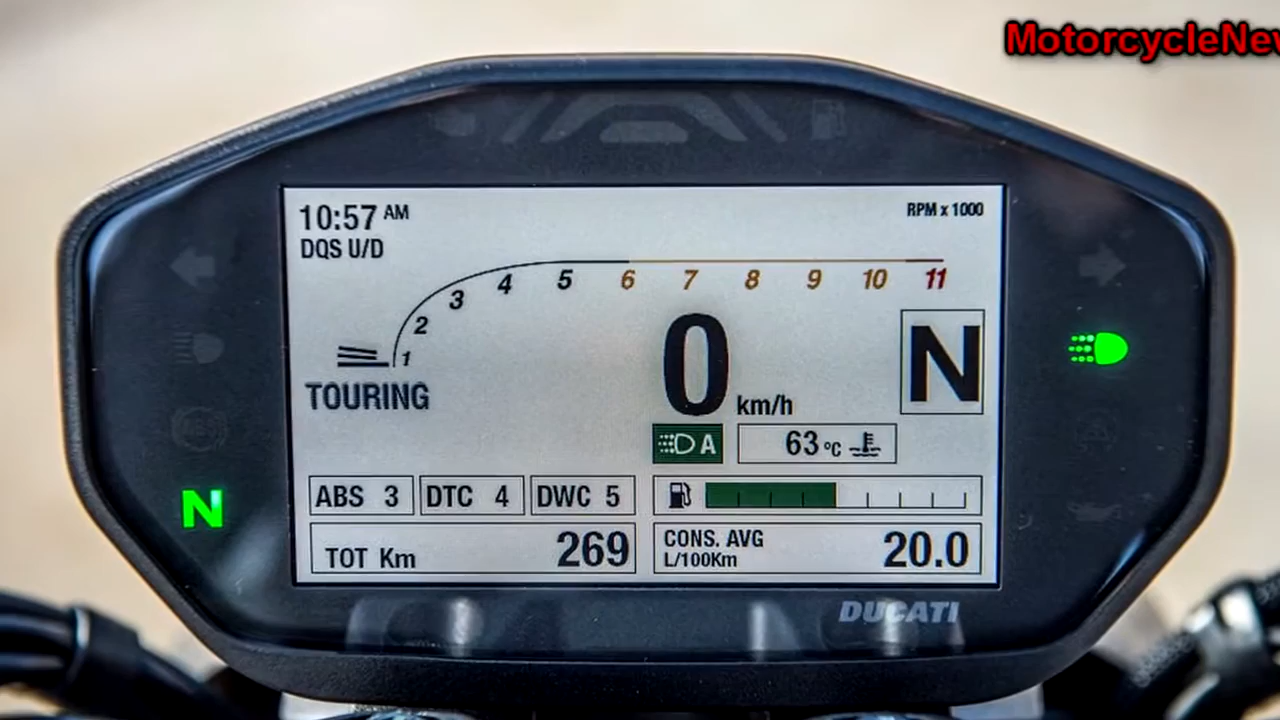 MotorcycleNev
10:57 AM
DQS U/D
RPM x 1000
1 2 3 4 5 6 7 8 9 10 11
TOURING
0 km/h
N
A
63 °C
ABS 3
DTC 4
DWC 5
N
TOT Km 269
CONS. AVG
L/100Km
20.0
DUCATI